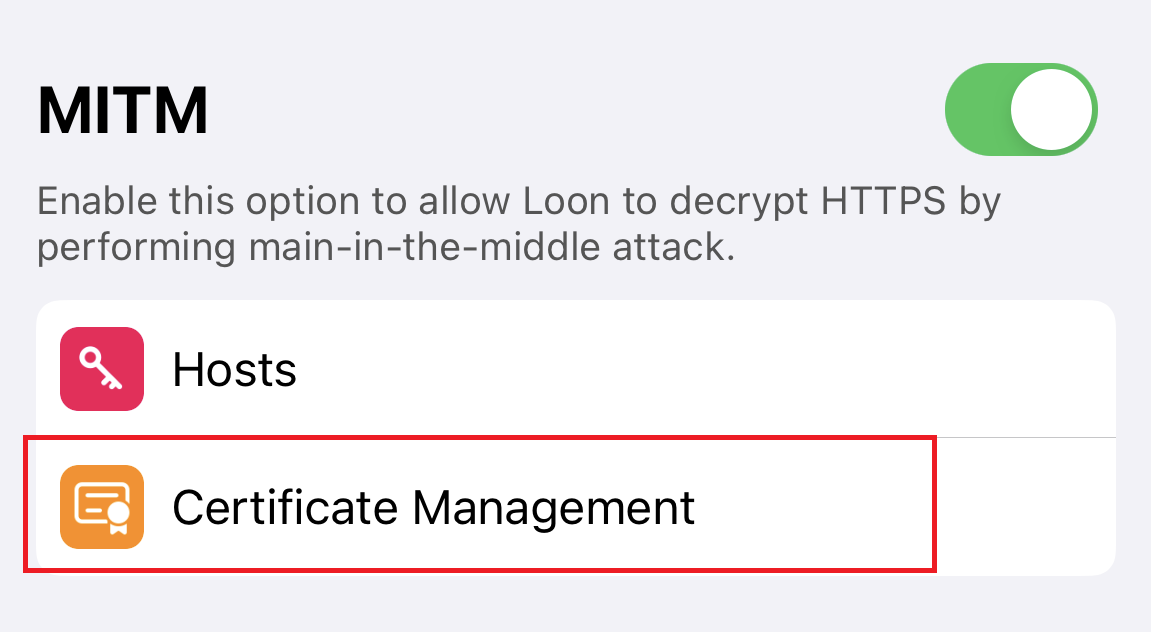 MITM
Enable this option to allow Loon to decrypt HTTPS by
performing main-in-the-middle attack.
Hosts
Certificate Management